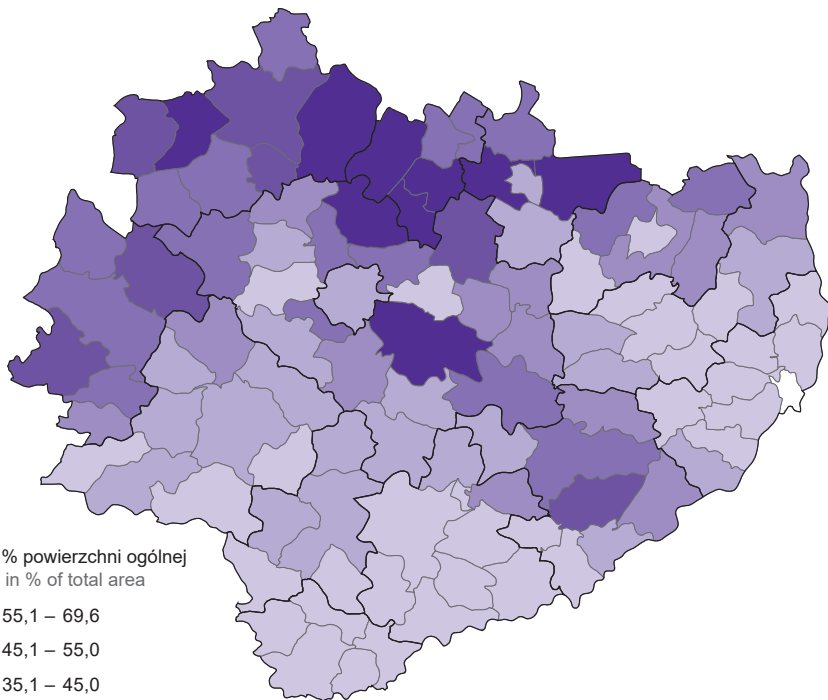 % powierzchni ogólnej
in % of total area
55,1 – 69,6
45,1 – 55,0
35,1 – 45,0